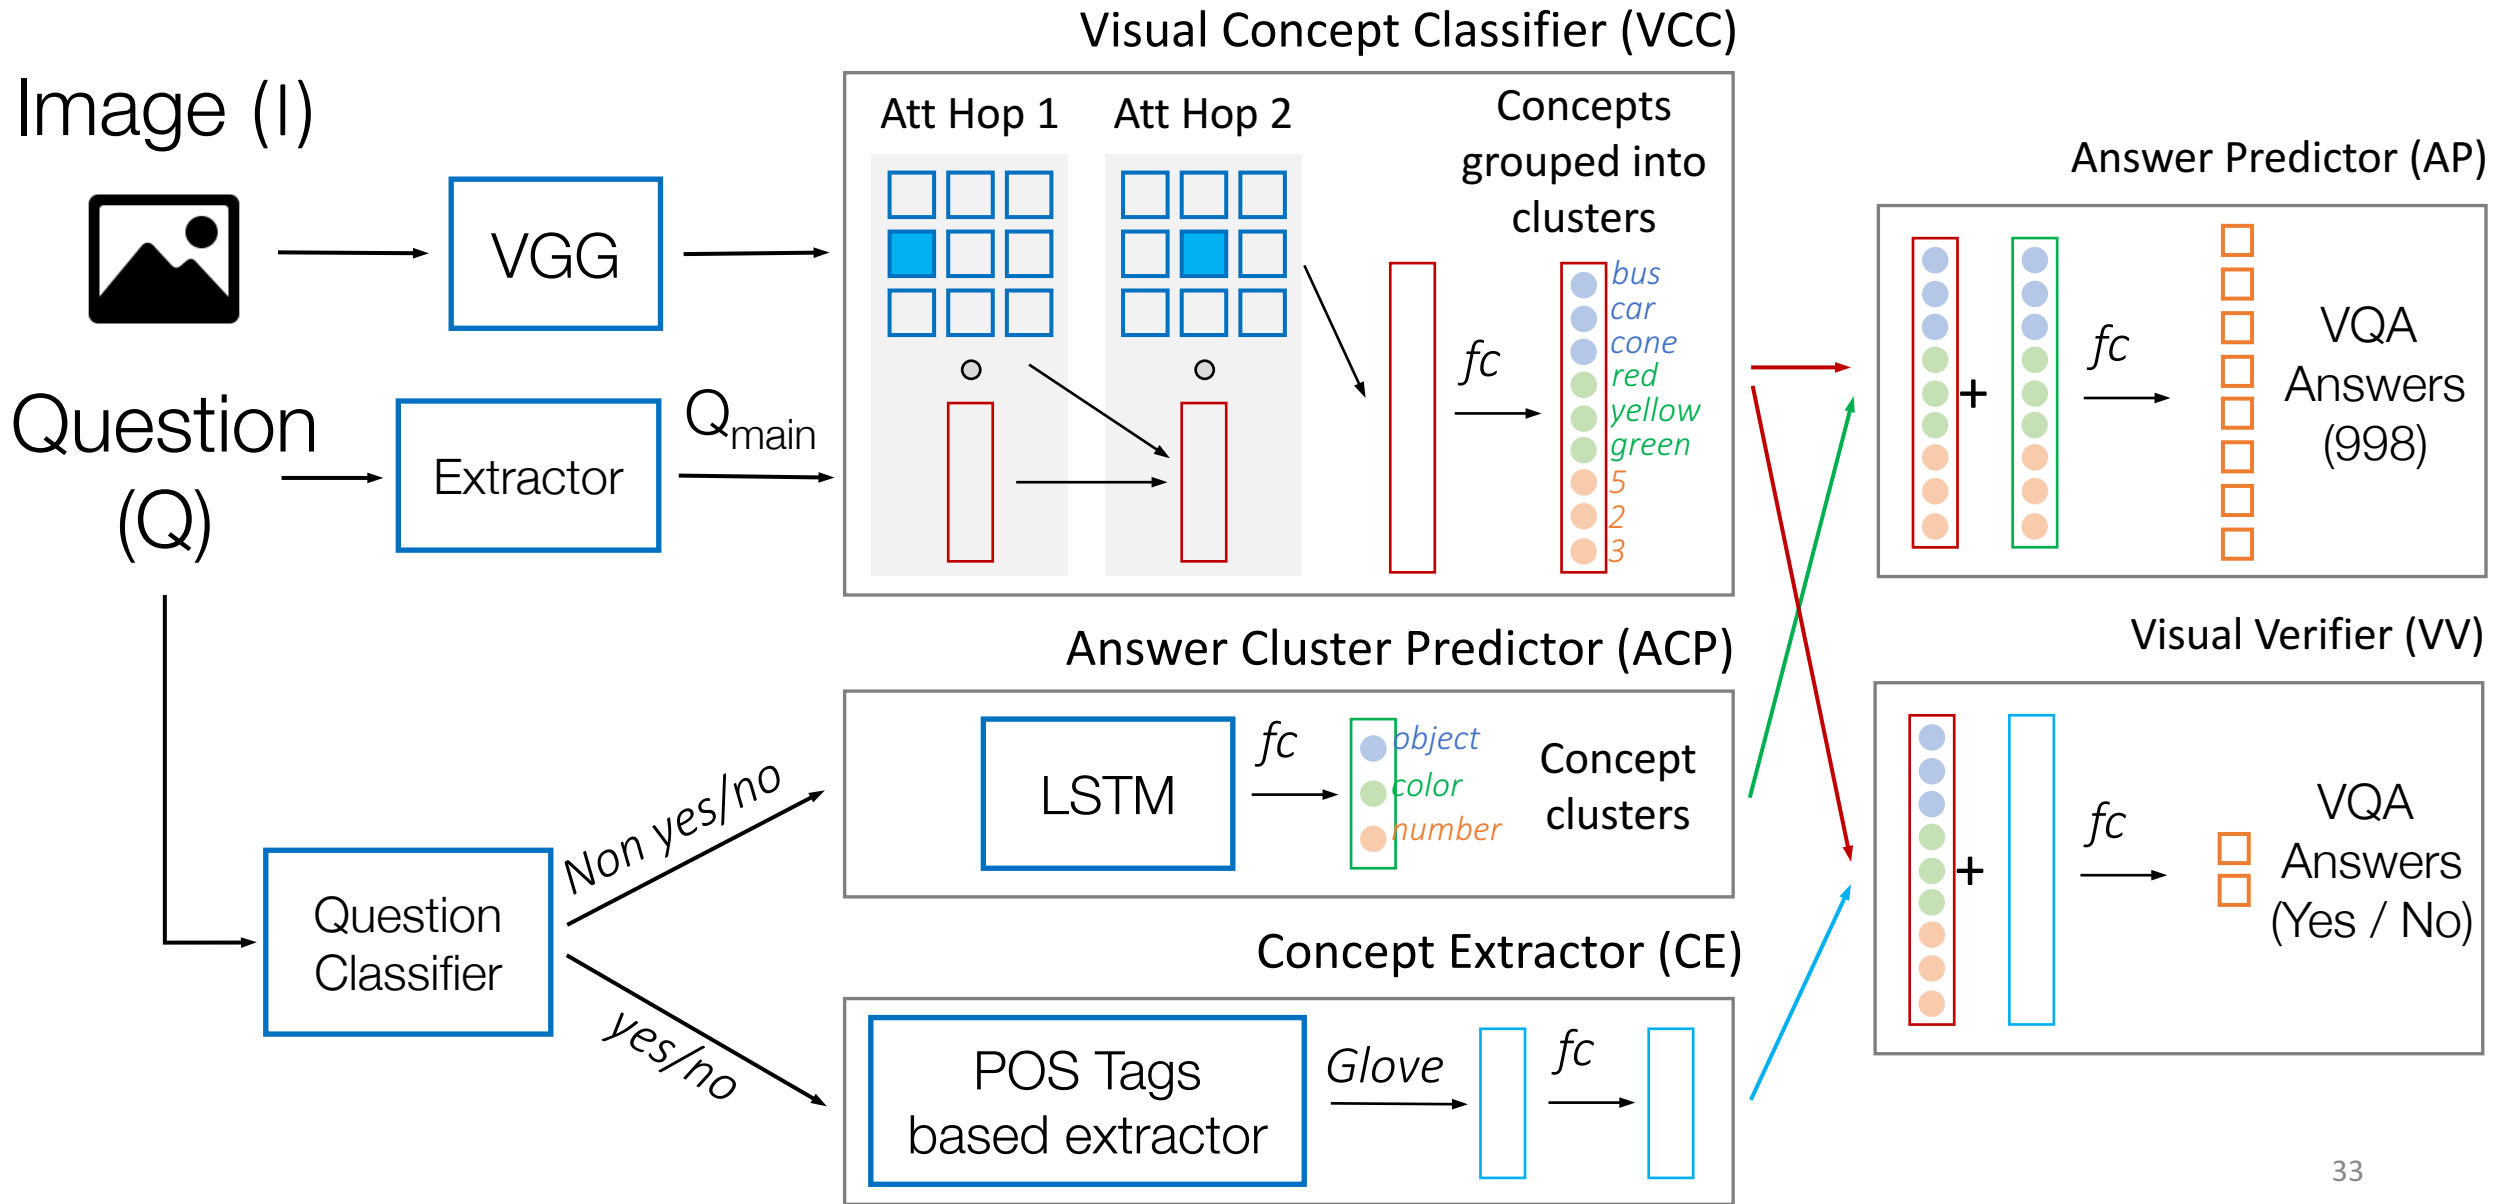 Visual Concept Classifier (VCC)
Image (I)
Att Hop 1
Att Hop 2
Concepts
grouped into
clusters
VGG
Question
(Q)
Extractor
Qmain
fc
bus
car
cone
red
yellow
green
5
2
3
Answer Predictor (AP)
+
fc
VQA
Answers
(998)
Answer Cluster Predictor (ACP)
LSTM
fc
object
color
number
Concept
clusters
Question
Classifier
Non yes/no
yes/no
Concept Extractor (CE)
POS Tags
based extractor
Glove
fc
Visual Verifier (VV)
+
fc
VQA
Answers
(Yes / No)
33